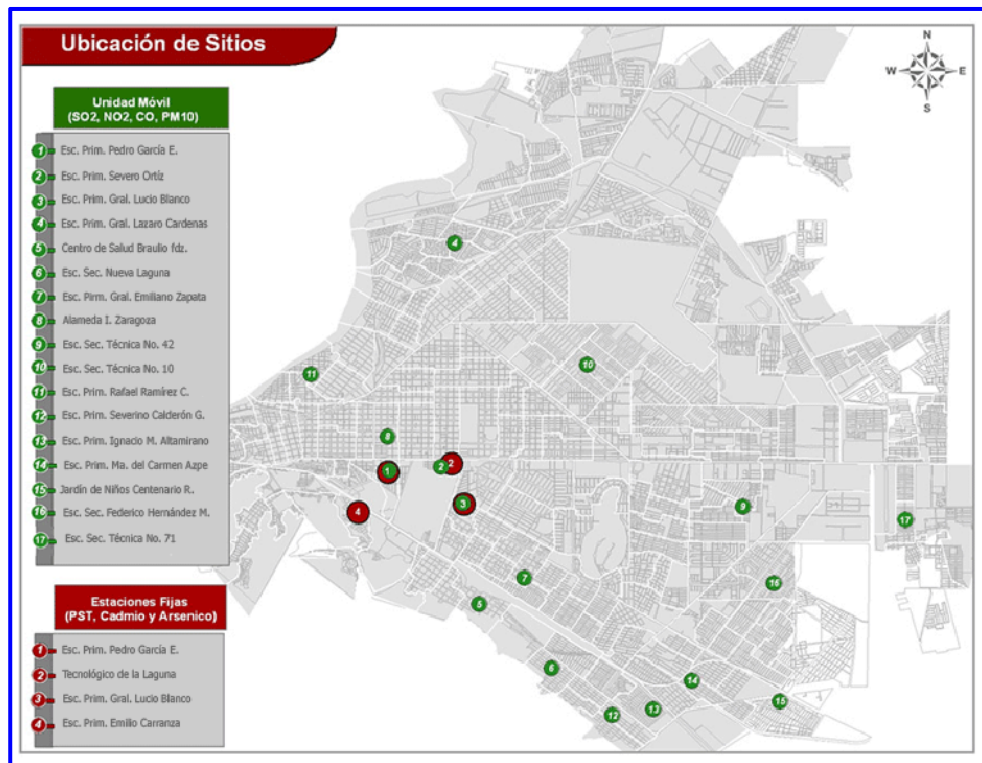 Ubicación de Sitios
N
W
E
S
Unidad Móvil
(SO2, NO2, CO, PM10)
1 Esc. Prim. Pedro García E.
2 Esc. Prim. Severo Ortíz
3 Esc. Prim. Gral. Lucio Blanco
4 Esc. Prim. Gral. Lazaro Cardenas
5 Centro de Salud Braulio fdz.
6 Esc. Sec. Nueva Laguna
7 Esc. Pirm. Gral. Emiliano Zapata
8 Alameda I. Zaragoza
9 Esc. Sec. Técnica No. 42
10 Esc. Sec. Técnica No. 10
11 Esc. Prim. Rafael Ramírez C.
12 Esc. Prim. Severino Calderón G.
13 Esc. Prim. Ignacio M. Altamirano
14 Esc. Prim. Ma. del Carmen Azpe
15 Jardín de Niños Centenario R.
16 Esc. Sec. Federico Hernández M.
17 Esc. Sec. Técnica No. 71
Estaciones Fijas
(PST, Cadmio y Arsenico)
1 Esc. Prim. Pedro García E.
2 Tecnológico de la Laguna
3 Esc. Prim. Gral. Lucio Blanco
4 Esc. Prim. Emilio Carranza
4
10
11
8
2 2
1
3
4
9
17
7
16
5
6
14
15
13
12